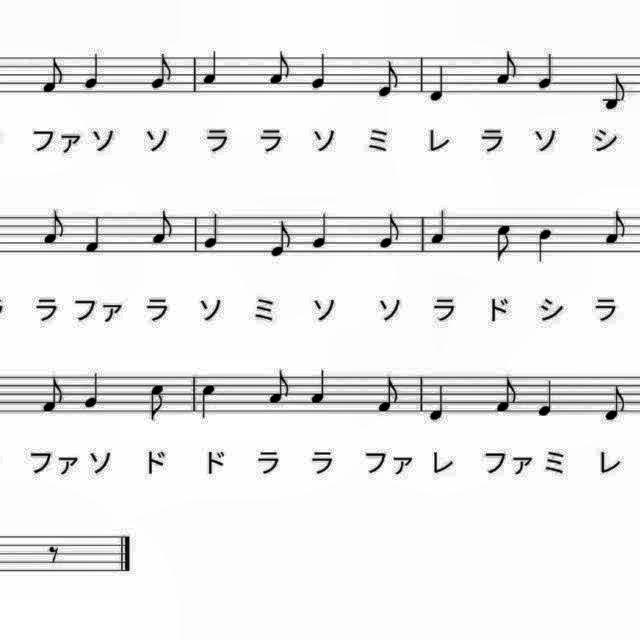 ファ ソ ソ ラ ラ ソ ミ レ ラ ソ シ
ラ ファ ラ ソ ミ ソ ソ ラ ド シ ラ
ファ ソ ド ド ラ ラ ファ レ ファ ミ レ